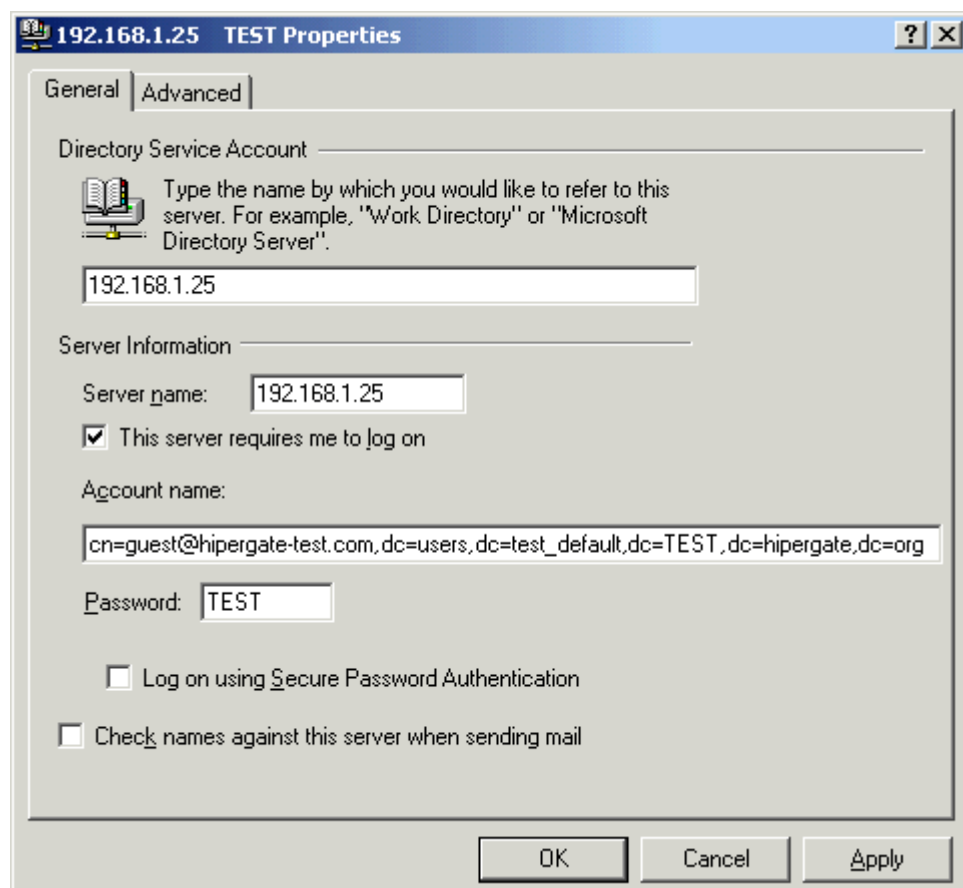 192.168.1.25 TEST Properties
General Advanced
Directory Service Account
Type the name by which you would like to refer to this
server. For example, "Work Directory" or "Microsoft
Directory Server".
192.168.1.25
Server Information
Server name: 192.168.1.25
This server requires me to log on
Account name:
cn=guest@hipergate-test.com,dc=users,dc=test_default,dc=TEST,dc=hipergate,dc=org
Password: TEST
Log on using Secure Password Authentication
Check names against this server when sending mail
OK Cancel Apply